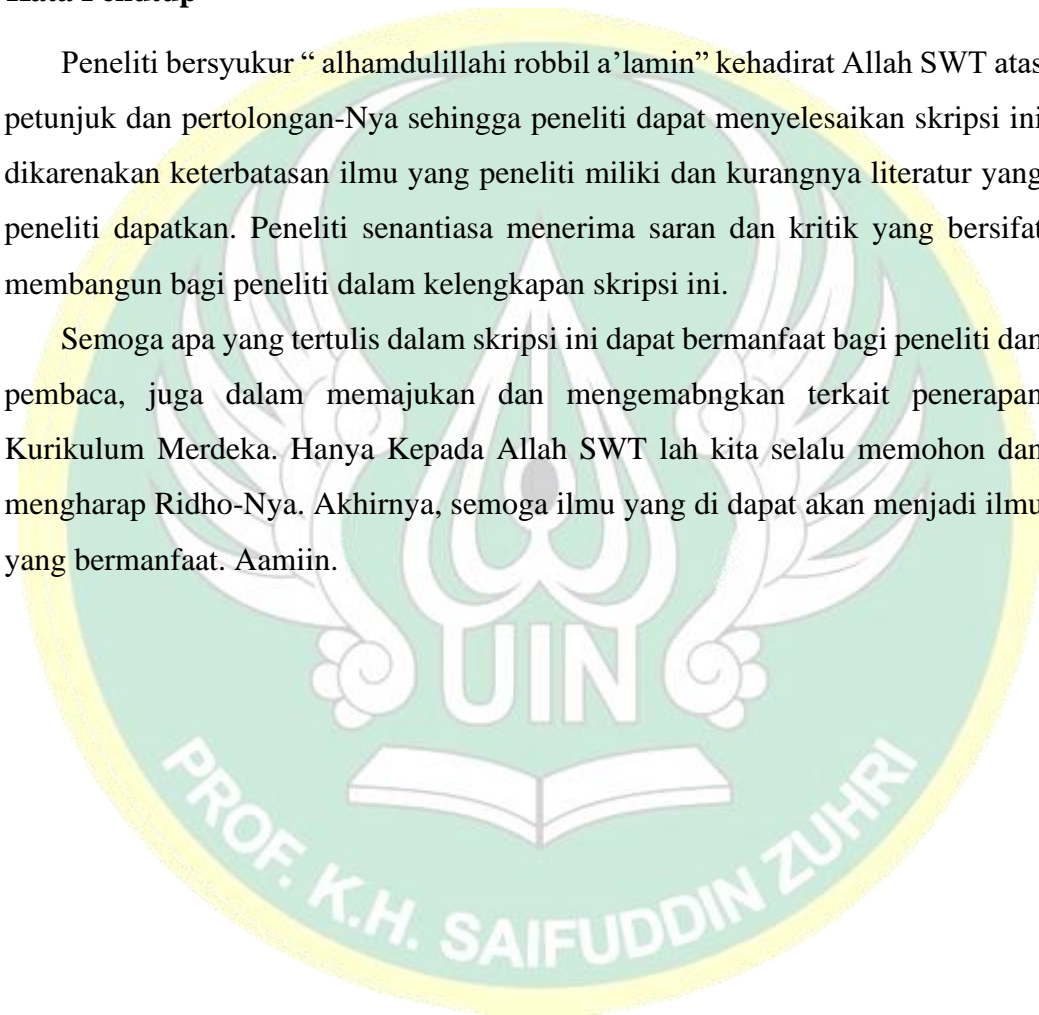 Kata Penutup
Peneliti bersyukur “ alhamdulillahi robbil a’lamin” kehadirat Allah SWT atas
petunjuk dan pertolongan-Nya sehingga peneliti dapat menyelesaikan skripsi ini
dikarenakan keterbatasan ilmu yang peneliti miliki dan kurangnya literatur yang
peneliti dapatkan. Peneliti senantiasa menerima saran dan kritik yang bersifat
membangun bagi peneliti dalam kelengkapan skripsi ini.
Semoga apa yang tertulis dalam skripsi ini dapat bermanfaat bagi peneliti dan
pembaca, juga dalam memajukan dan mengemabngkan terkait penerapan
Kurikulum Merdeka. Hanya Kepada Allah SWT lah kita selalu memohon dan
mengharap Ridho-Nya. Akhirnya, semoga ilmu yang di dapat akan menjadi ilmu
yang bermanfaat. Aamiin.
UIN
PROF. K.H. SAIFUDDIN ZUHRI